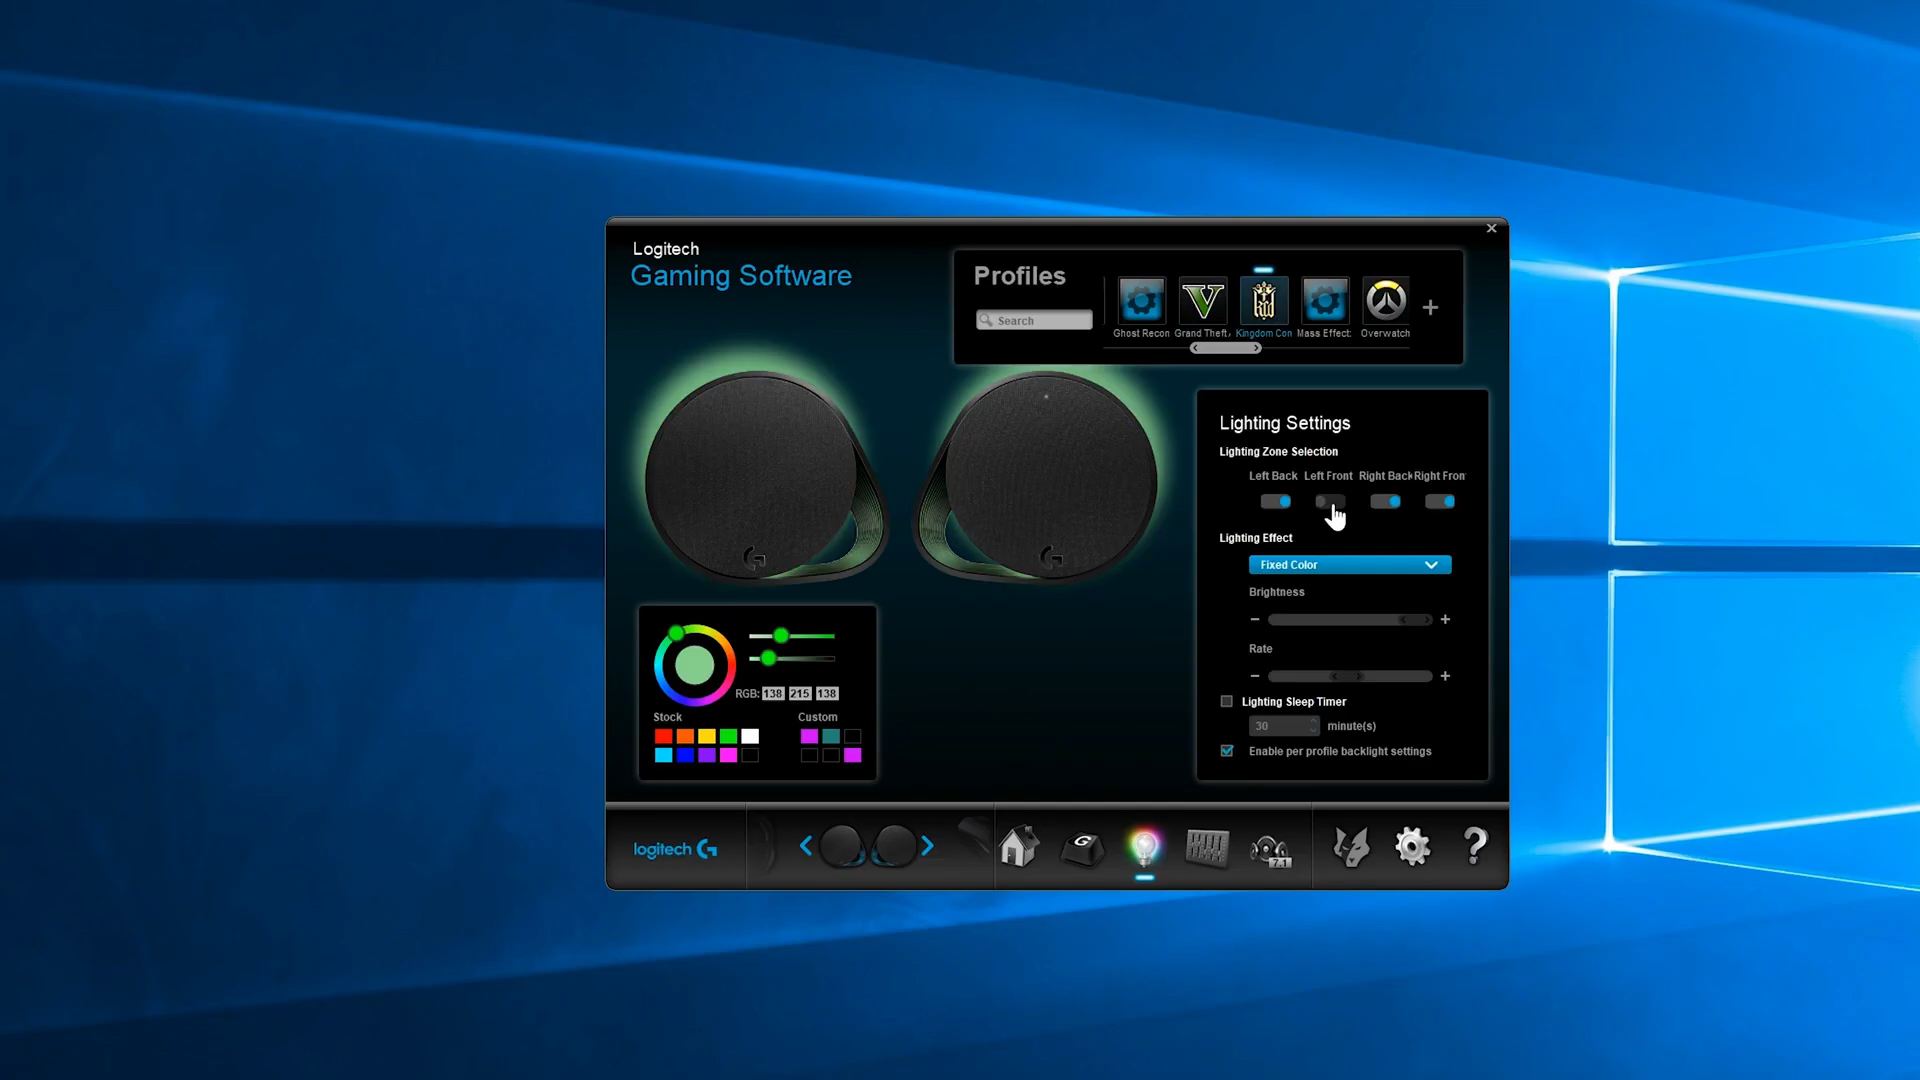 Logitech
Gaming Software
Profiles
Search
Ghost Recon
Grand Theft
Kingdom Con
Mass Effect:
Overwatch
Lighting Settings
Lighting Zone Selection
Left Back
Left Front
Right Back
Right Fron
Lighting Effect
Fixed Color
Brightness
Rate
Lighting Sleep Timer
30
minute(s)
Enable per profile backlight settings
RGB: 138 215 138
Stock
Custom
logitech
G
7.1
?